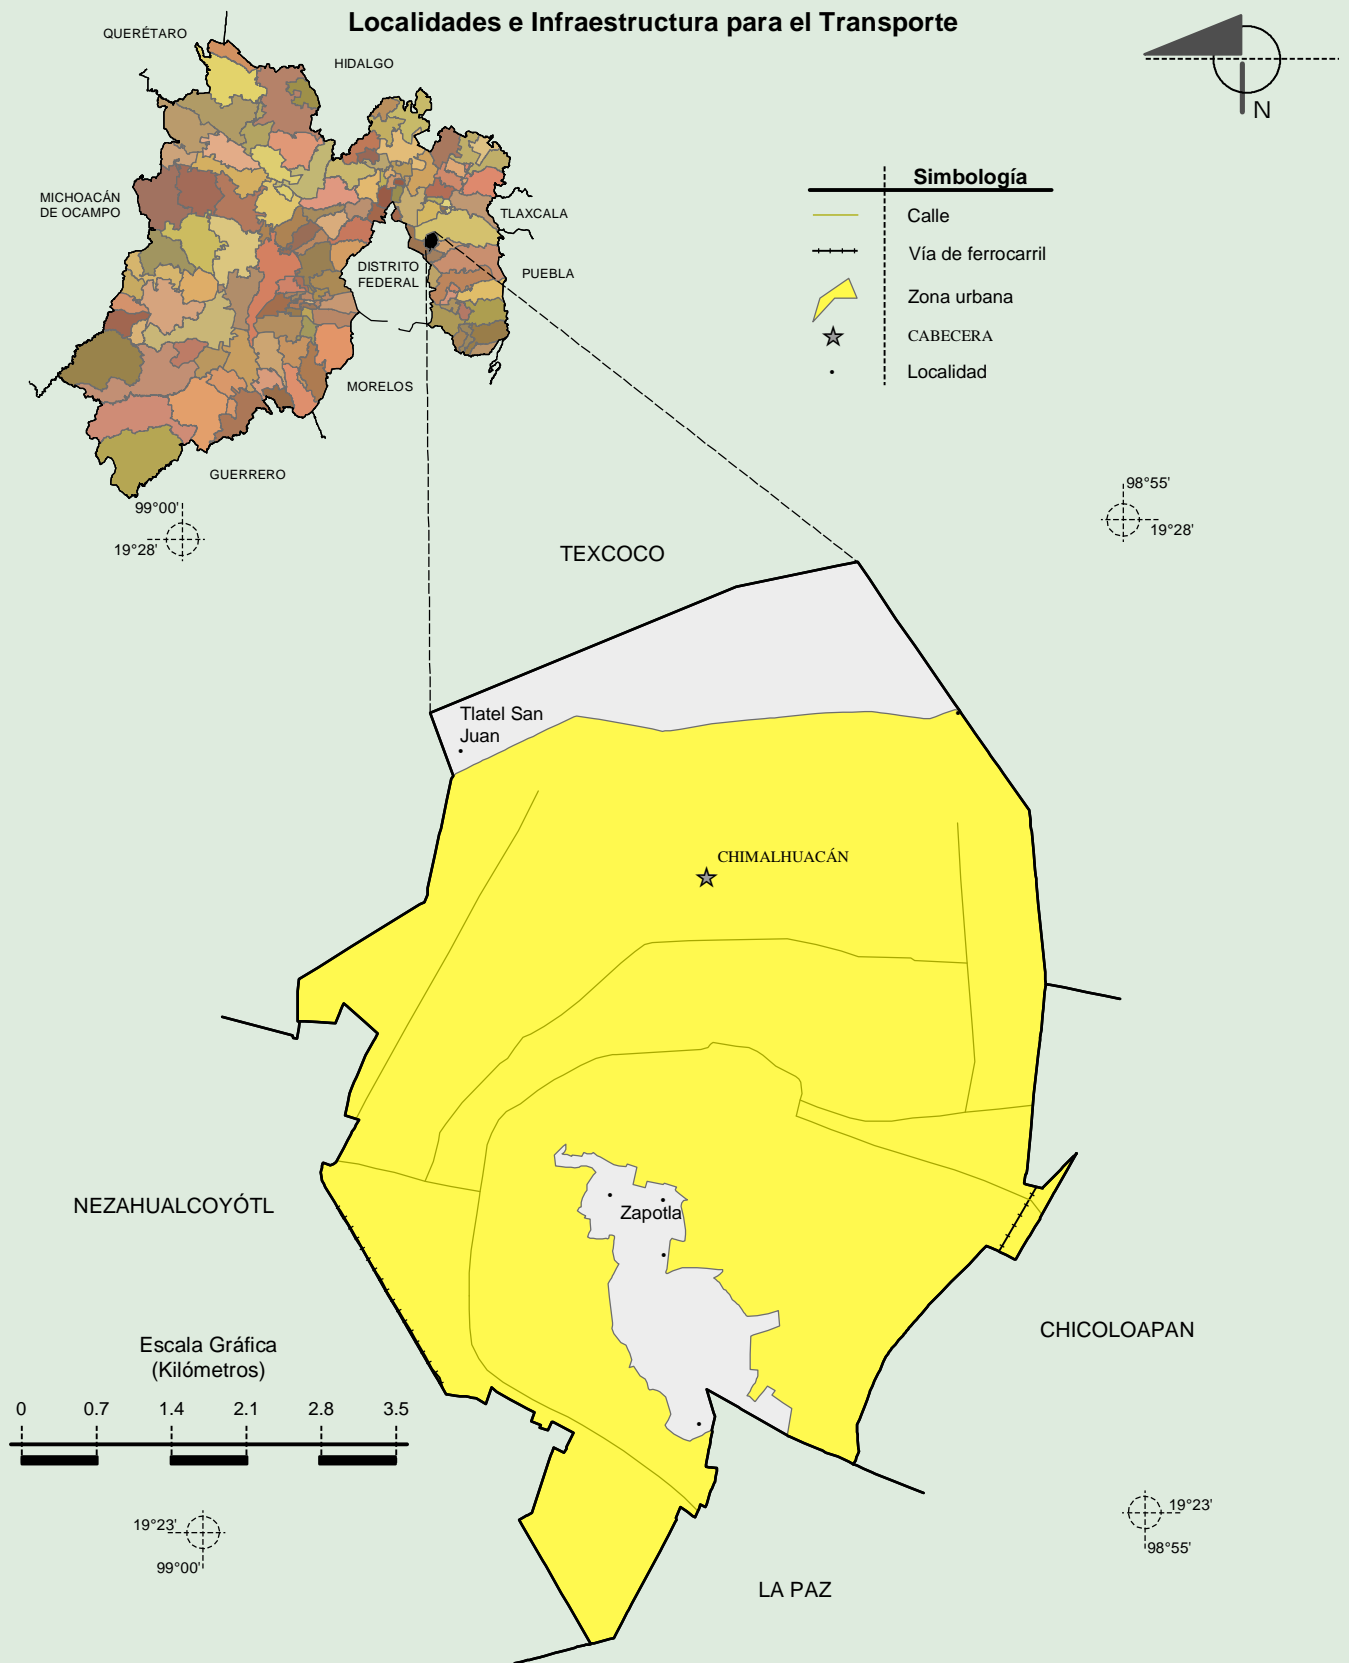 Localidades e Infraestructura para el Transporte
QUERÉTARO
HIDALGO
MICHOACÁN
DE OCAMPO
TLAXCALA
DISTRITO
FEDERAL
PUEBLA
MORELOS
GUERRERO
N
Simbología
Calle
Vía de ferrocarril
Zona urbana
CABECERA
Localidad
99°00'
19°28'
98°55'
19°28'
TEXCOCO
Tlatel San
Juan
CHIMALHUACÁN
NEZAHUALCOYÓTL
Zapotla
CHICOLOAPAN
Escala Gráfica
(Kilómetros)
0 0.7 1.4 2.1 2.8 3.5
19°23'
99°00'
19°23'
98°55'
LA PAZ